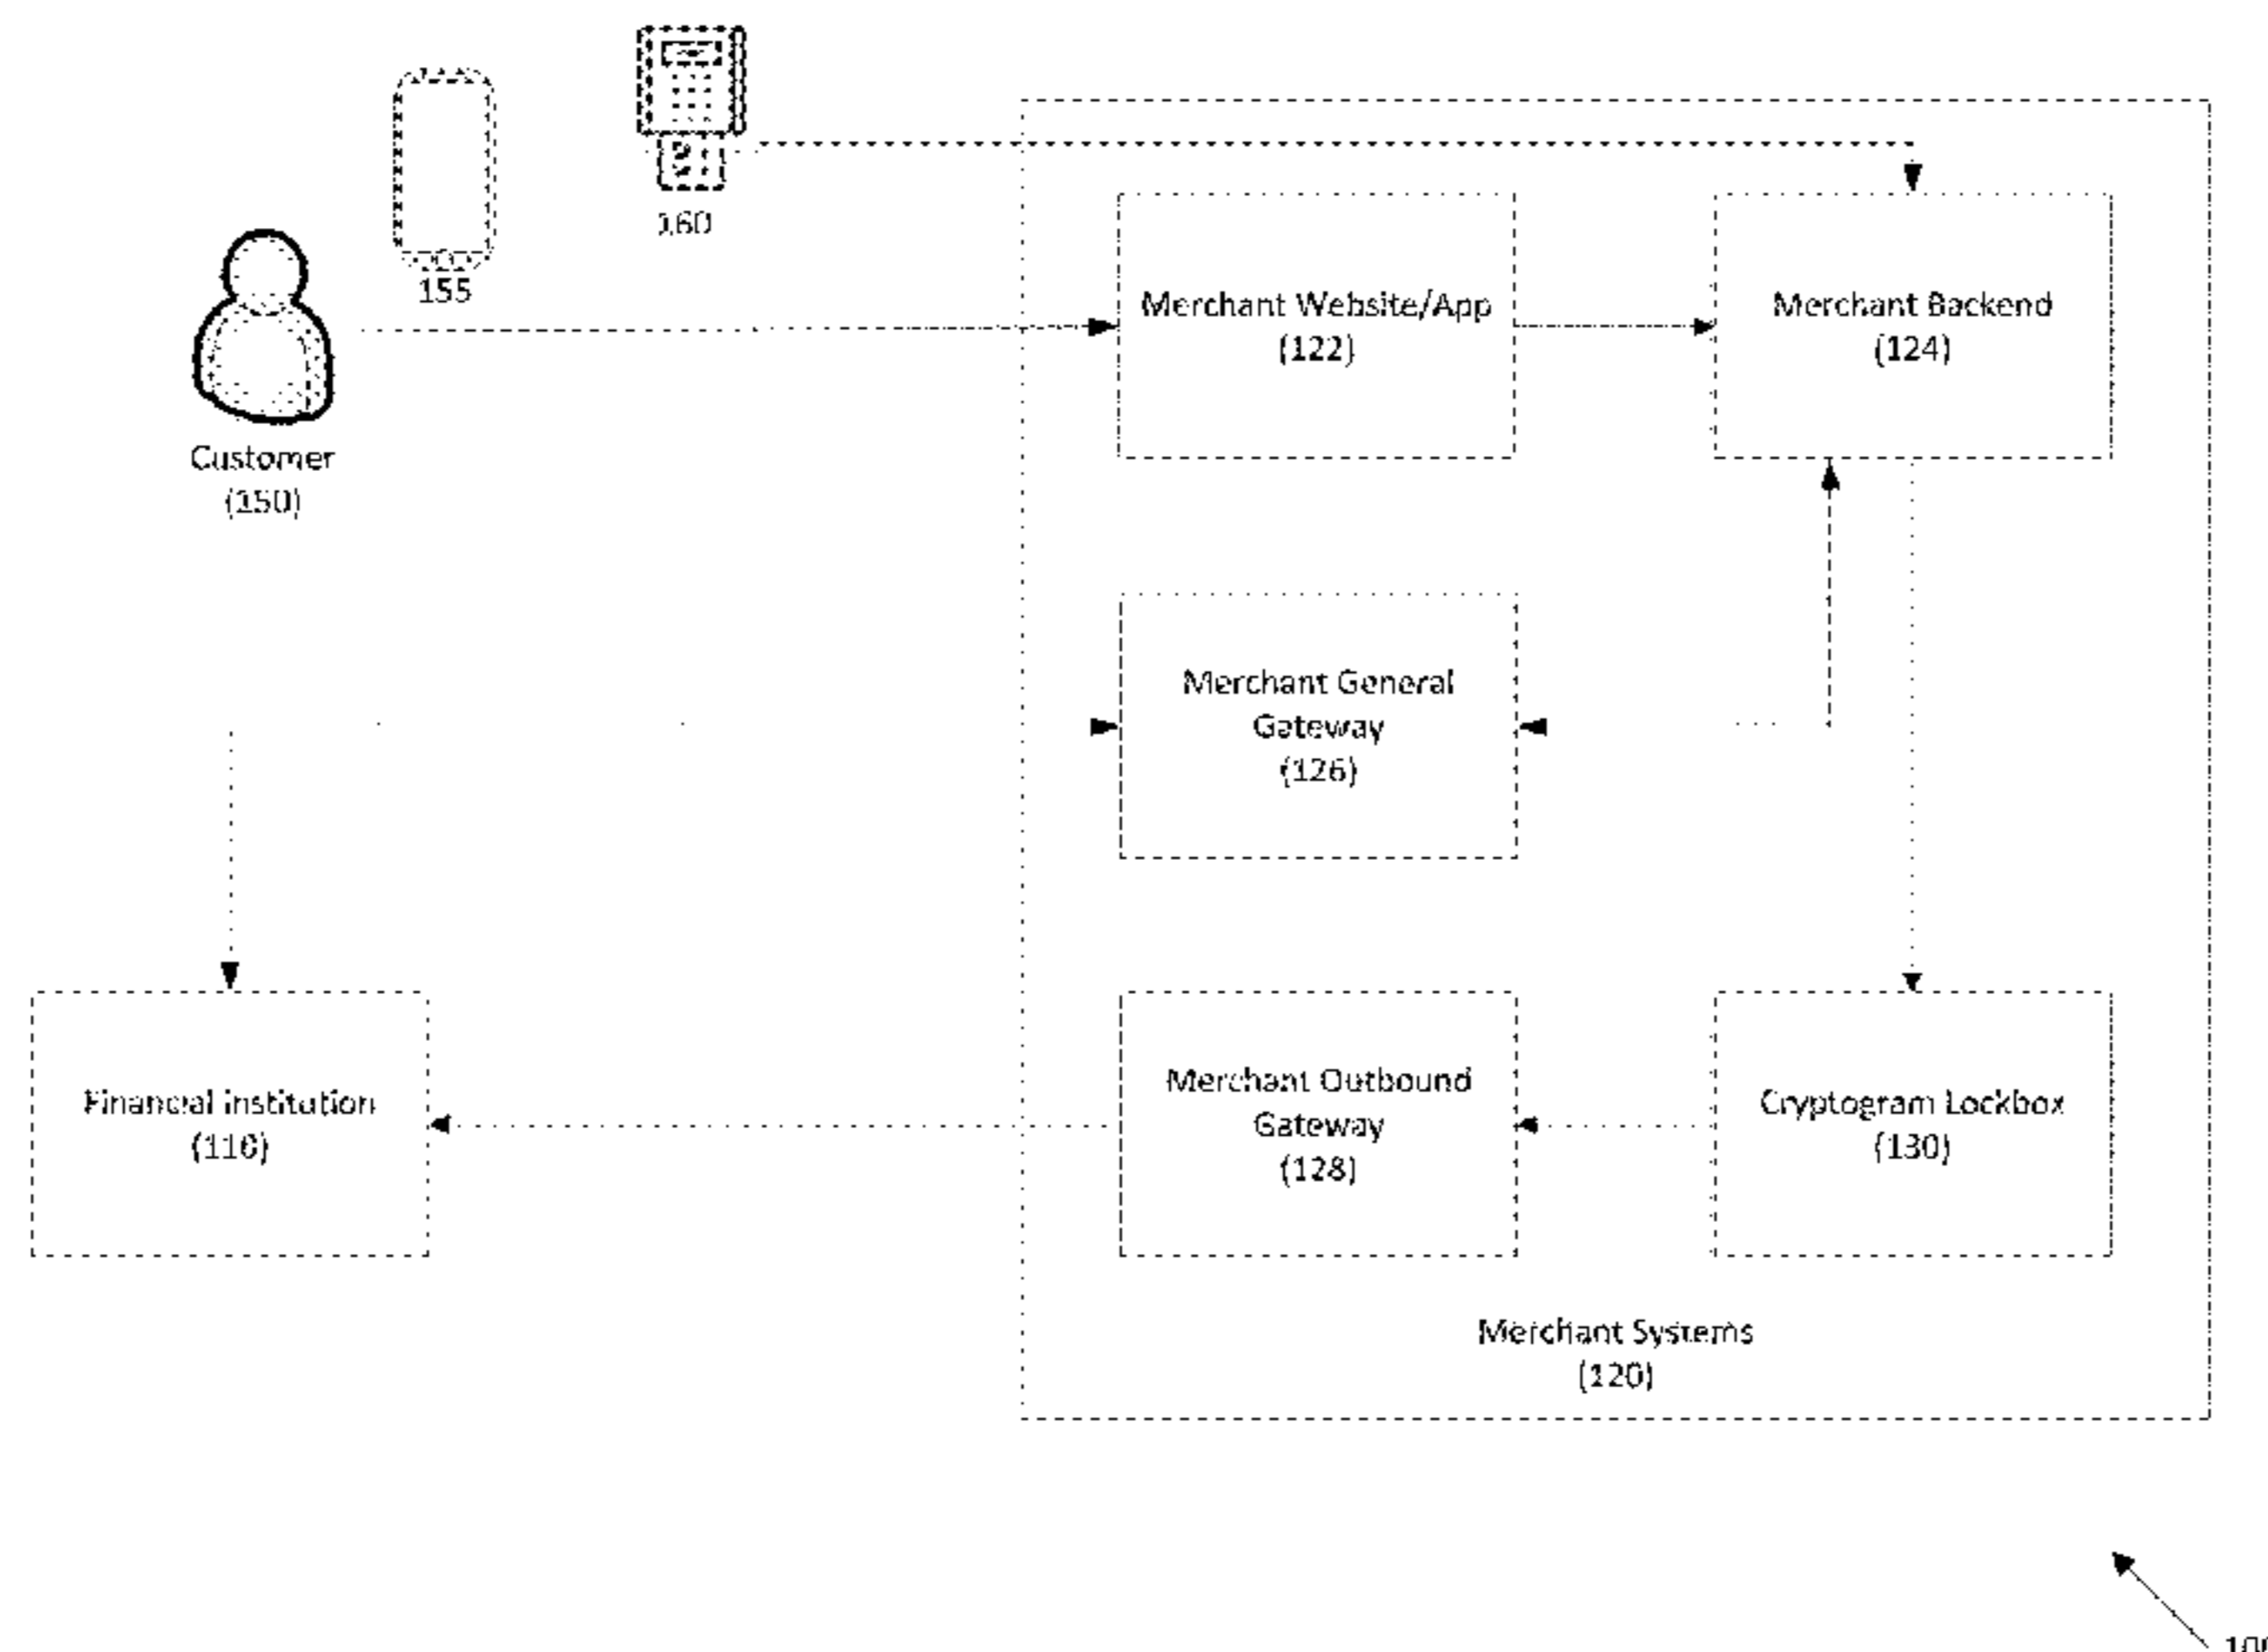 160
155
Merchant Website/App
(122)
Merchant Backend
(124)
Customer
(150)
Merchant General
Gateway
(126)
Financial Institution
(110)
Merchant Outbound
Gateway
(128)
Cryptogram Lockbox
(130)
Merchant Systems
(120)